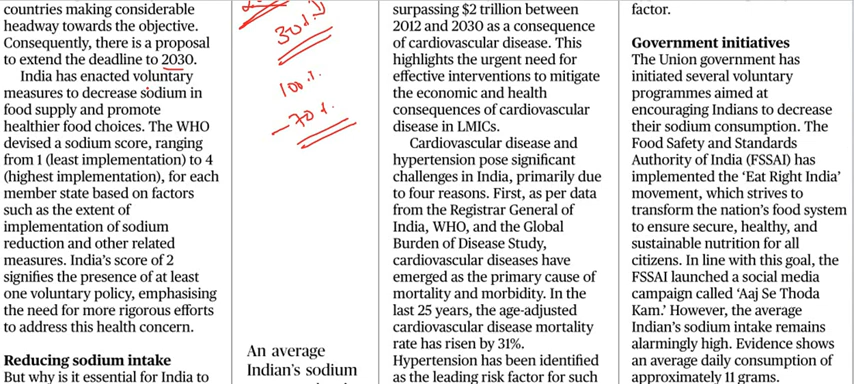 countries making considerable
headway towards the objective.
Consequently, there is a proposal
to extend the deadline to 2030.
India has enacted voluntary
measures to decrease sodium in
food supply and promote
healthier food choices. The WHO
devised a sodium score, ranging
from 1 (least implementation) to 4
(highest implementation), for each
member state based on factors
such as the extent of
implementation of sodium
reduction and other related
measures. India’s score of 2
signifies the presence of at least
one voluntary policy, emphasising
the need for more rigorous efforts
to address this health concern.
Reducing sodium intake
But why is it essential for India to
30%↓
100%
-70%
An average
Indian’s sodium
surpassing $2 trillion between
2012 and 2030 as a consequence
of cardiovascular disease. This
highlights the urgent need for
effective interventions to mitigate
the economic and health
consequences of cardiovascular
disease in LMICs.
Cardiovascular disease and
hypertension pose significant
challenges in India, primarily due
to four reasons. First, as per data
from the Registrar General of
India, WHO, and the Global
Burden of Disease Study,
cardiovascular diseases have
emerged as the primary cause of
mortality and morbidity. In the
last 25 years, the age-adjusted
cardiovascular disease mortality
rate has risen by 31%.
Hypertension has been identified
as the leading risk factor for such
factor.
Government initiatives
The Union government has
initiated several voluntary
programmes aimed at
encouraging Indians to decrease
their sodium consumption. The
Food Safety and Standards
Authority of India (FSSAI) has
implemented the ‘Eat Right India’
movement, which strives to
transform the nation’s food system
to ensure secure, healthy, and
sustainable nutrition for all
citizens. In line with this goal, the
FSSAI launched a social media
campaign called ‘Aaj Se Thoda
Kam.’ However, the average
Indian’s sodium intake remains
alarmingly high. Evidence shows
an average daily consumption of
approximately 11 grams.